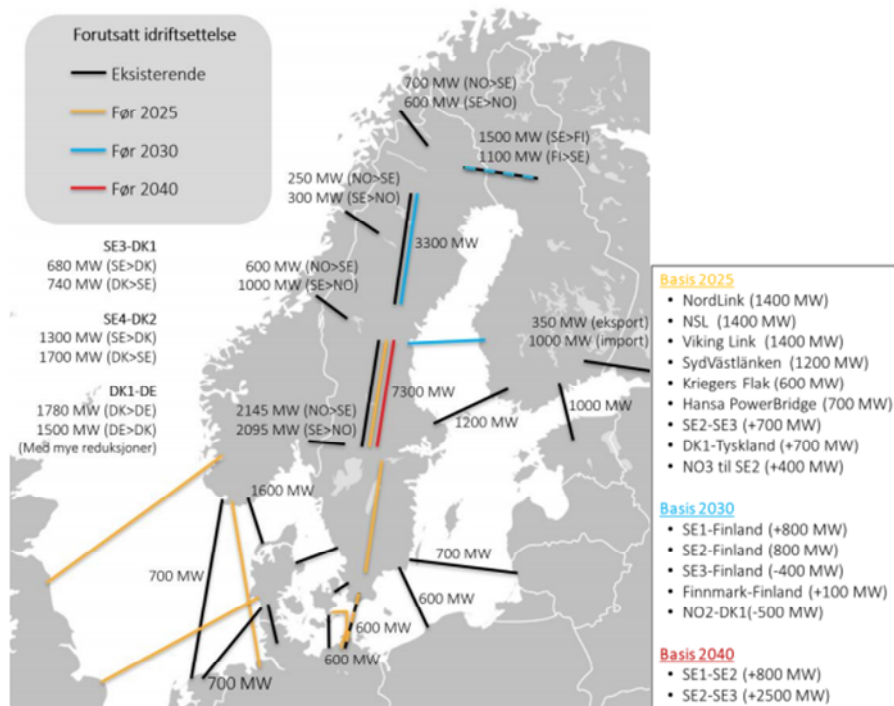 Forutsatt idriftsettelse
Eksisterende
Før 2025
Før 2030
Før 2040
700 MW (NO>SE)
600 MW (SE>NO)
1500 MW (SE>FI)
1100 MW (FI>SE)
250 MW (NO>SE)
300 MW (SE>NO)
3300 MW
SE3-DK1
680 MW (SE>DK)
740 MW (DK>SE)
600 MW (NO>SE)
1000 MW (SE>NO)
SE4-DK2
1300 MW (SE>DK)
1700 MW (DK>SE)
350 MW (eksport)
1000 MW (import)
DK1-DE
1780 MW (DK>DE)
1500 MW (DE>DK)
(Med mye reduksjoner)
2145 MW (NO>SE)
2095 MW (SE>NO)
7300 MW
1200 MW
1000 MW
1600 MW
700 MW
700 MW
600 MW
600 MW
600 MW
700 MW
Basis 2025
• NordLink (1400 MW)
• NSL (1400 MW)
• Viking Link (1400 MW)
• SydVästlänken (1200 MW)
• Kriegers Flak (600 MW)
• Hansa PowerBridge (700 MW)
• SE2-SE3 (+700 MW)
• DK1-Tyskland (+700 MW)
• NO3 til SE2 (+400 MW)
Basis 2030
• SE1-Finland (+800 MW)
• SE2-Finland (800 MW)
• SE3-Finland (-400 MW)
• Finnmark-Finland (+100 MW)
• NO2-DK1(-500 MW)
Basis 2040
• SE1-SE2 (+800 MW)
• SE2-SE3 (+2500 MW)